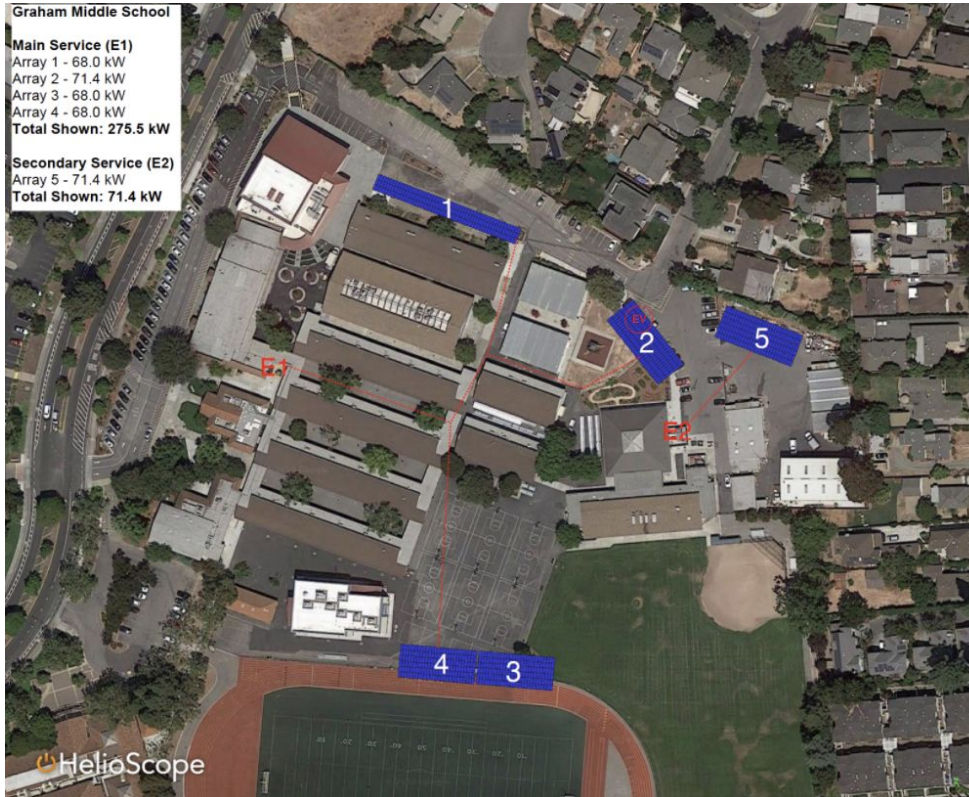 Graham Middle School
Main Service (E1)
Array 1 - 68.0 kW
Array 2 - 71.4 kW
Array 3 - 68.0 kW
Array 4 - 68.0 kW
Total Shown: 275.5 kW
Secondary Service (E2)
Array 5 - 71.4 kW
Total Shown: 71.4 kW
1
EV
2
5
E1
E2
4
3
HelioScope